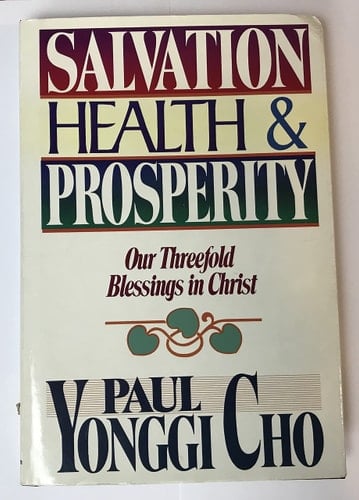 SALVATION
HEALTH &
PROSPERITY
Our Threefold
Blessings in Christ
PAUL
YONGGI CHO